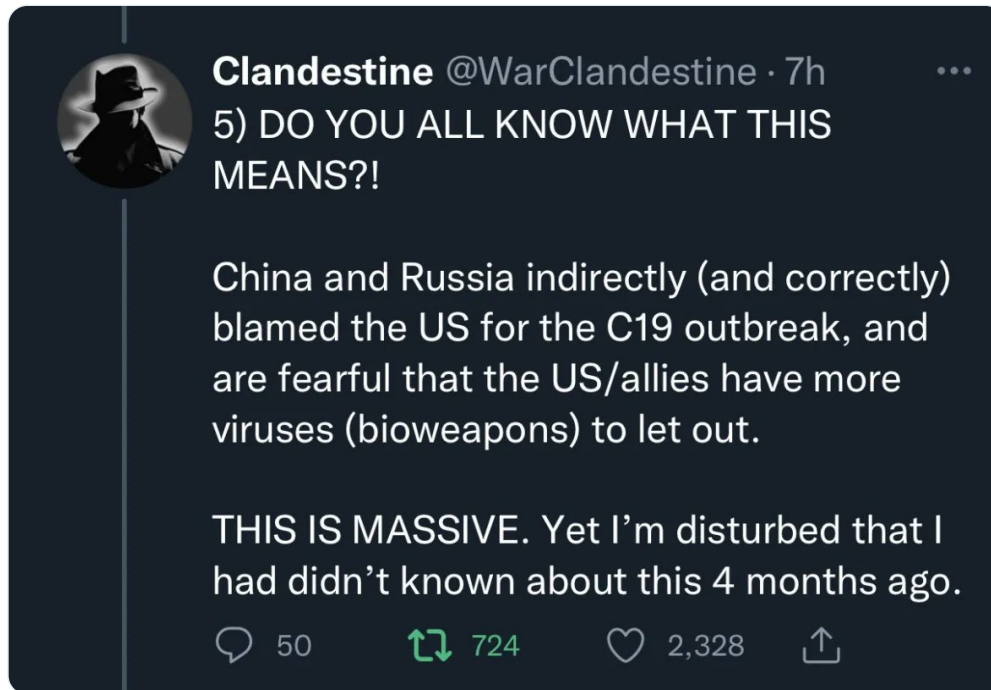 Clandestine @WarClandestine · 7h
5) DO YOU ALL KNOW WHAT THIS
MEANS?!
China and Russia indirectly (and correctly)
blamed the US for the C19 outbreak, and
are fearful that the US/allies have more
viruses (bioweapons) to let out.
THIS IS MASSIVE. Yet I’m disturbed that I
had didn’t known about this 4 months ago.
50 724 2,328